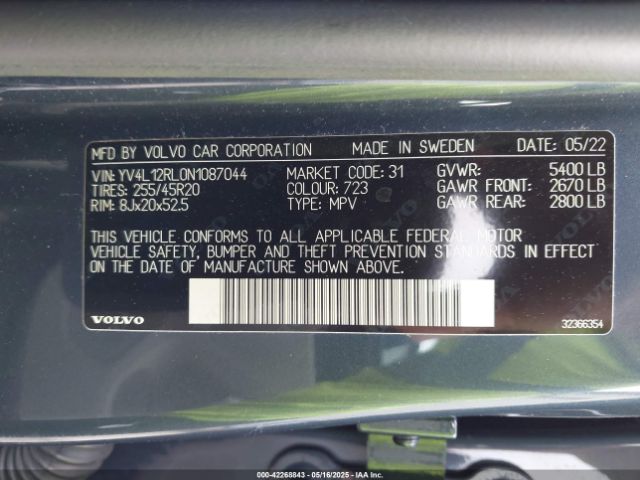 MFD BY VOLVO CAR CORPORATION MADE IN SWEDEN DATE: 05/22
VIN: YV4L12RL0N1087044 MARKET CODE: 31 GVWR: 5400 LB
TIRES: 255/45R20 COLOUR: 723 GAWR FRONT: 2670 LB
RIM: 8Jx20x52.5 TYPE: MPV GAWR REAR: 2800 LB
THIS VEHICLE CONFORMS TO ALL APPLICABLE FEDERAL MOTOR
VEHICLE SAFETY, BUMPER AND THEFT PREVENTION STANDARDS IN EFFECT
ON THE DATE OF MANUFACTURE SHOWN ABOVE.
VOLVO 32366354
000-42268843 - 05/16/2025 - IAA Inc.